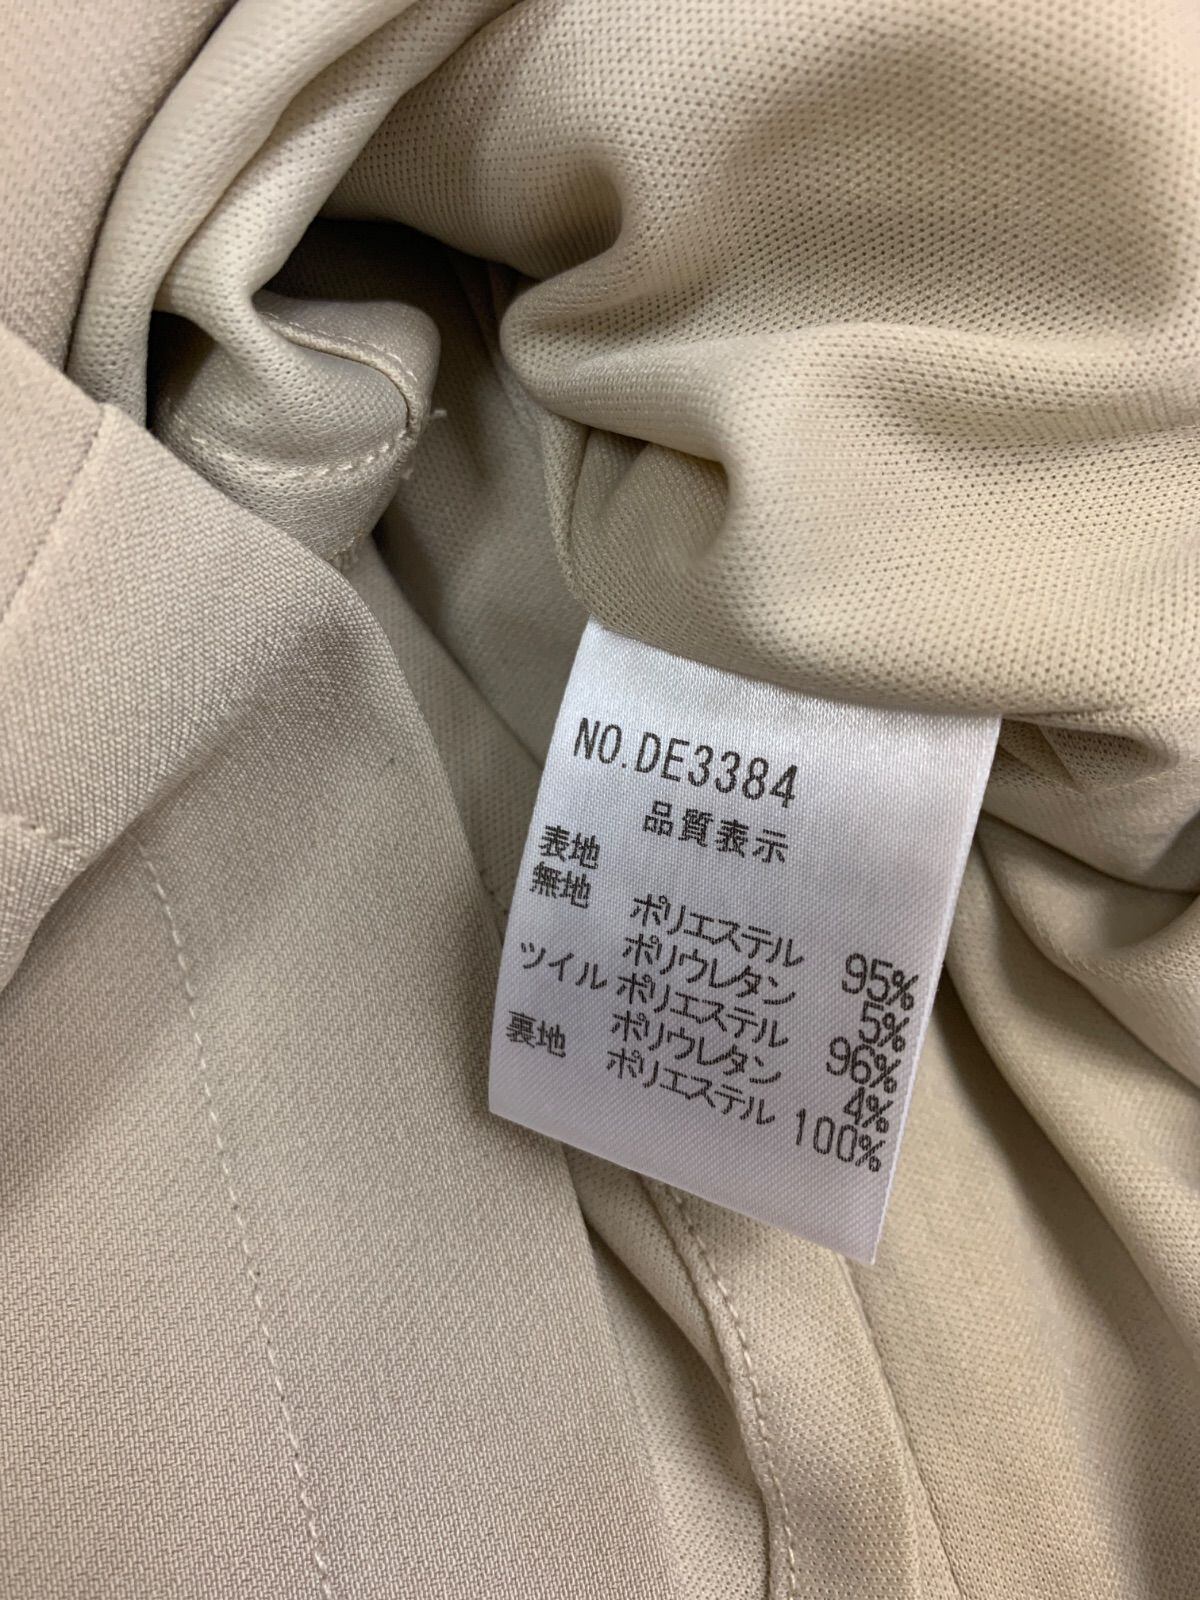 NO.DE3384
品質表示
表地
無地 ポリエステル 95%
ポリウレタン 5%
ツイル ポリエステル 96%
ポリウレタン 4%
裏地 ポリエステル 100%